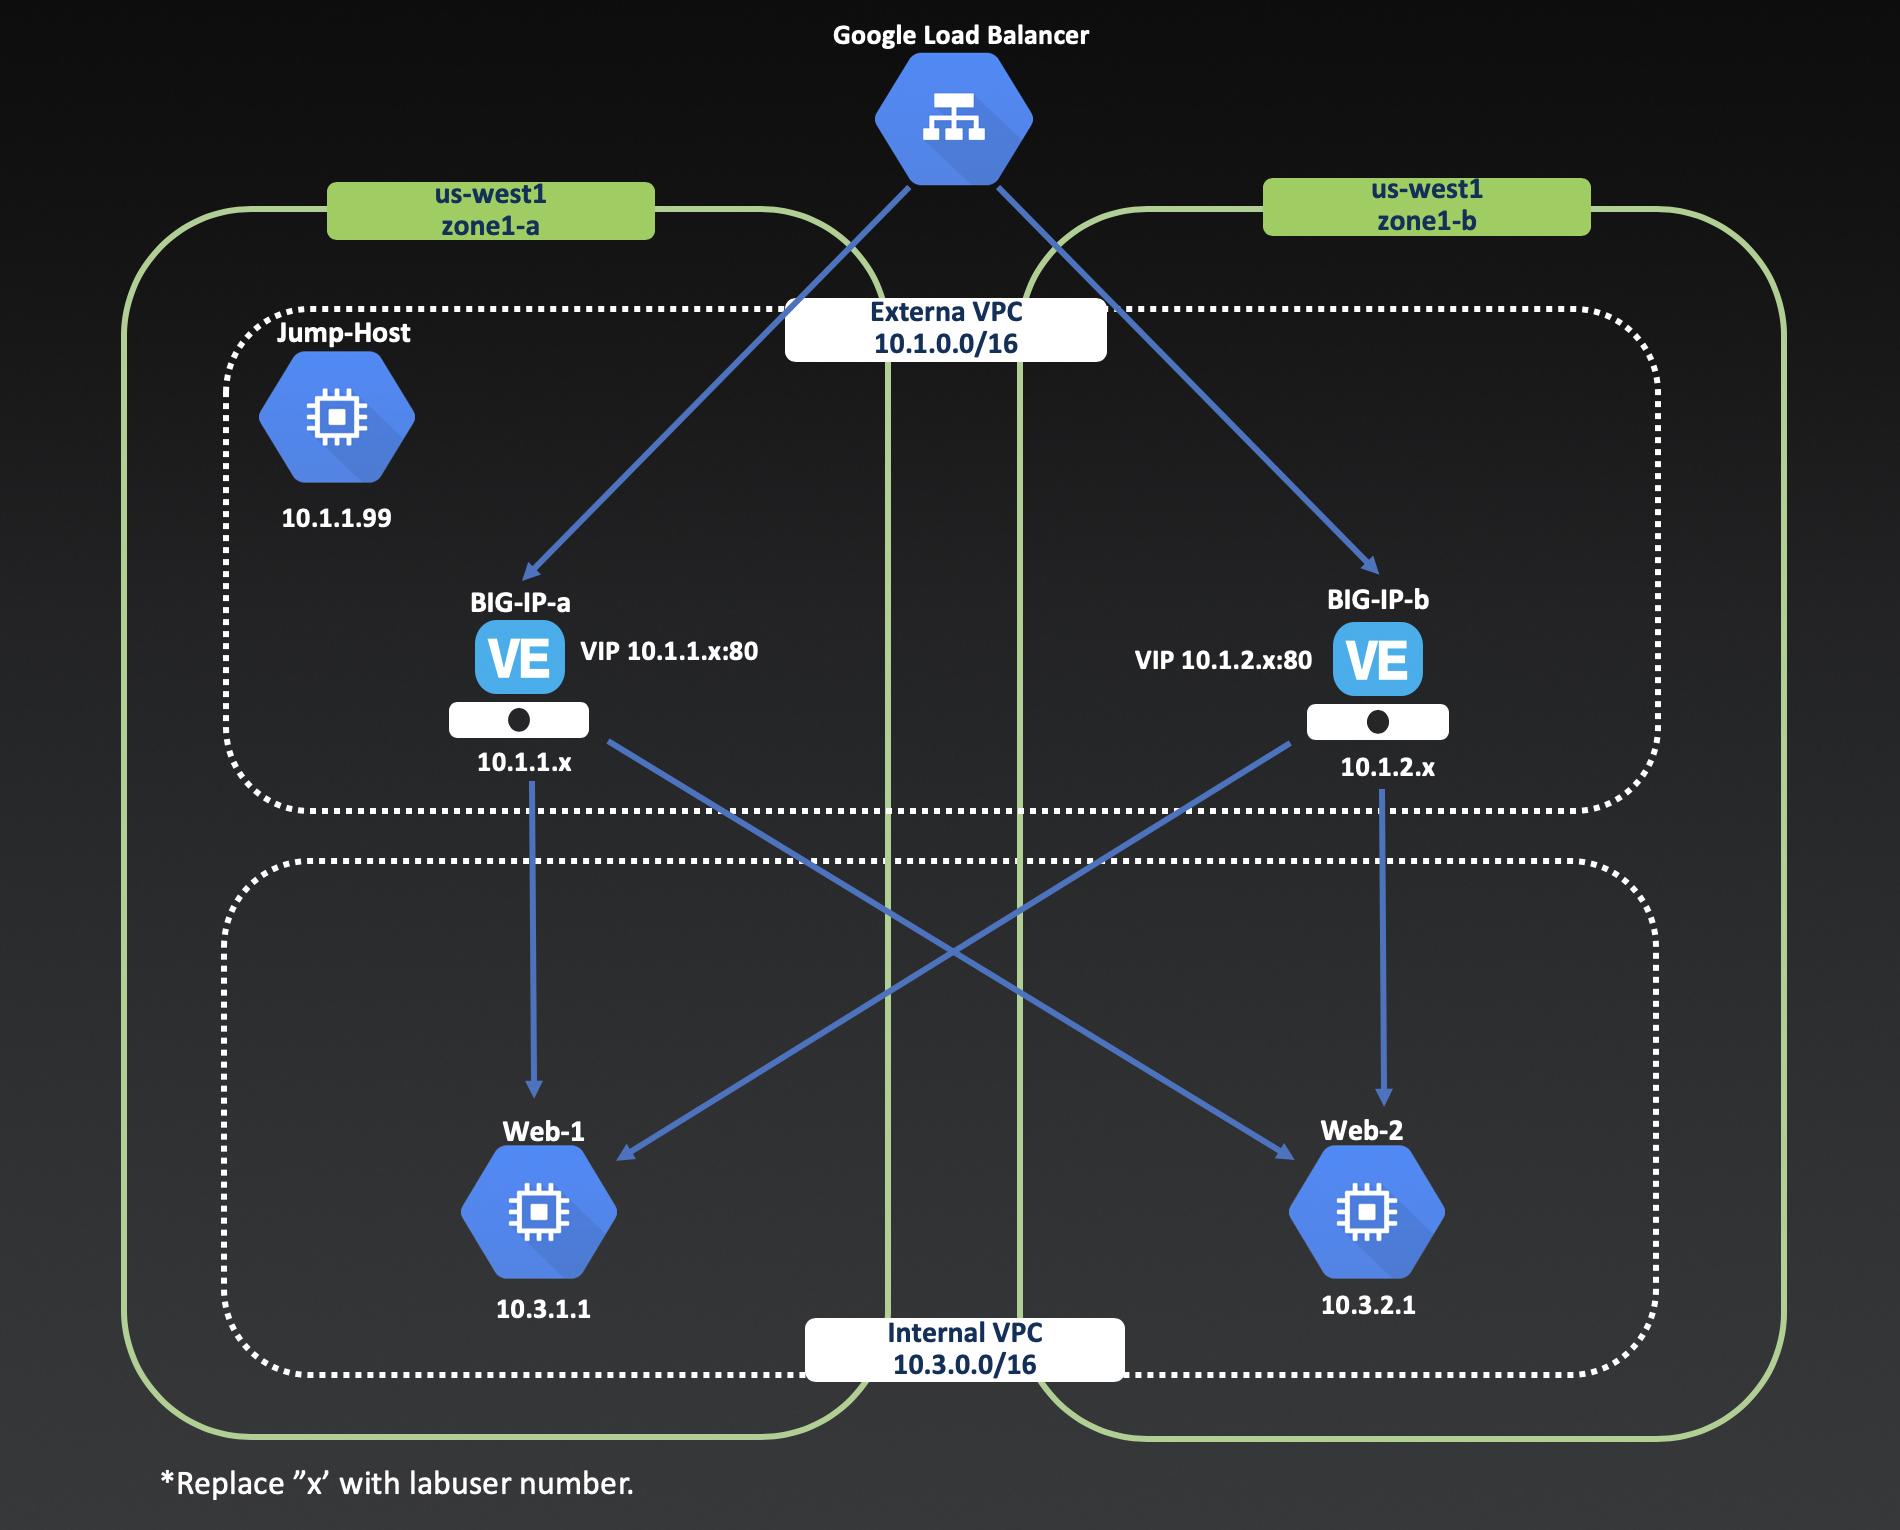 Google Load Balancer
us-west1
zone1-a
us-west1
zone1-b
Externa VPC
10.1.0.0/16
Jump-Host
10.1.1.99
BIG-IP-a
VE
VIP 10.1.1.x:80
10.1.1.x
BIG-IP-b
VIP 10.1.2.x:80
VE
10.1.2.x
Web-1
10.3.1.1
Web-2
10.3.2.1
Internal VPC
10.3.0.0/16
*Replace ”x’ with labuser number.